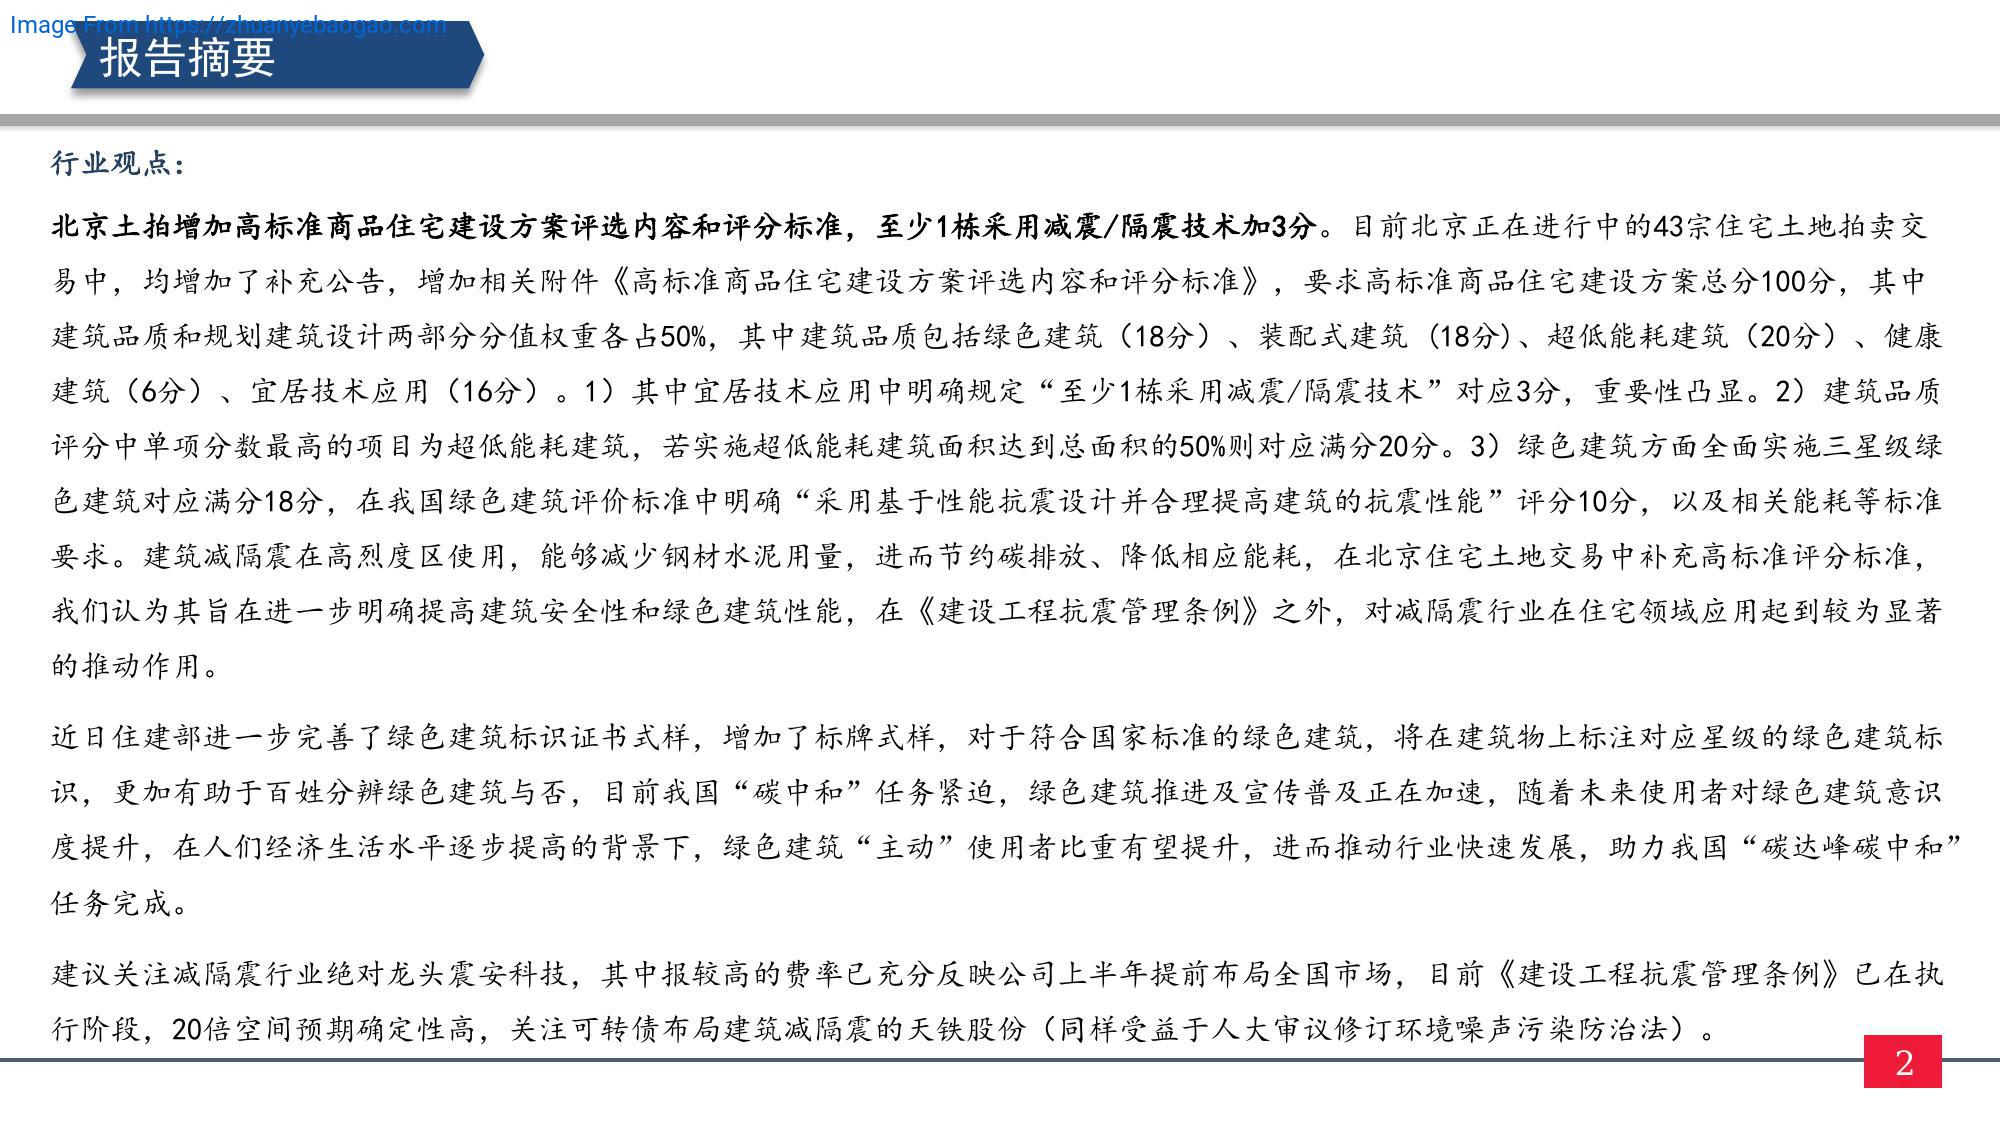 Image From https://zhuanyebaogao.com
报告摘要
行业观点：
北京土拍增加高标准商品住宅建设方案评选内容和评分标准，至少1栋采用减震/隔震技术加3分。目前北京正在进行中的43宗住宅土地拍卖交
易中，均增加了补充公告，增加相关附件《高标准商品住宅建设方案评选内容和评分标准》，要求高标准商品住宅建设方案总分100分，其中
建筑品质和规划建筑设计两部分分值权重各占50%，其中建筑品质包括绿色建筑（18分）、装配式建筑 (18分)、超低能耗建筑（20分）、健康
建筑（6分）、宜居技术应用（16分）。1）其中宜居技术应用中明确规定“至少1栋采用减震/隔震技术”对应3分，重要性凸显。2）建筑品质
评分中单项分数最高的项目为超低能耗建筑，若实施超低能耗建筑面积达到总面积的50%则对应满分20分。3）绿色建筑方面全面实施三星级绿
色建筑对应满分18分，在我国绿色建筑评价标准中明确“采用基于性能抗震设计并合理提高建筑的抗震性能”评分10分，以及相关能耗等标准
要求。建筑减隔震在高烈度区使用，能够减少钢材水泥用量，进而节约碳排放、降低相应能耗，在北京住宅土地交易中补充高标准评分标准，
我们认为其旨在进一步明确提高建筑安全性和绿色建筑性能，在《建设工程抗震管理条例》之外，对减隔震行业在住宅领域应用起到较为显著
的推动作用。
近日住建部进一步完善了绿色建筑标识证书式样，增加了标牌式样，对于符合国家标准的绿色建筑，将在建筑物上标注对应星级的绿色建筑标
识，更加有助于百姓分辨绿色建筑与否，目前我国“碳中和”任务紧迫，绿色建筑推进及宣传普及正在加速，随着未来使用者对绿色建筑意识
度提升，在人们经济生活水平逐步提高的背景下，绿色建筑“主动”使用者比重有望提升，进而推动行业快速发展，助力我国“碳达峰碳中和”
任务完成。
建议关注减隔震行业绝对龙头震安科技，其中报较高的费率已充分反映公司上半年提前布局全国市场，目前《建设工程抗震管理条例》已在执
行阶段，20倍空间预期确定性高，关注可转债布局建筑减隔震的天铁股份（同样受益于人大审议修订环境噪声污染防治法）。
2